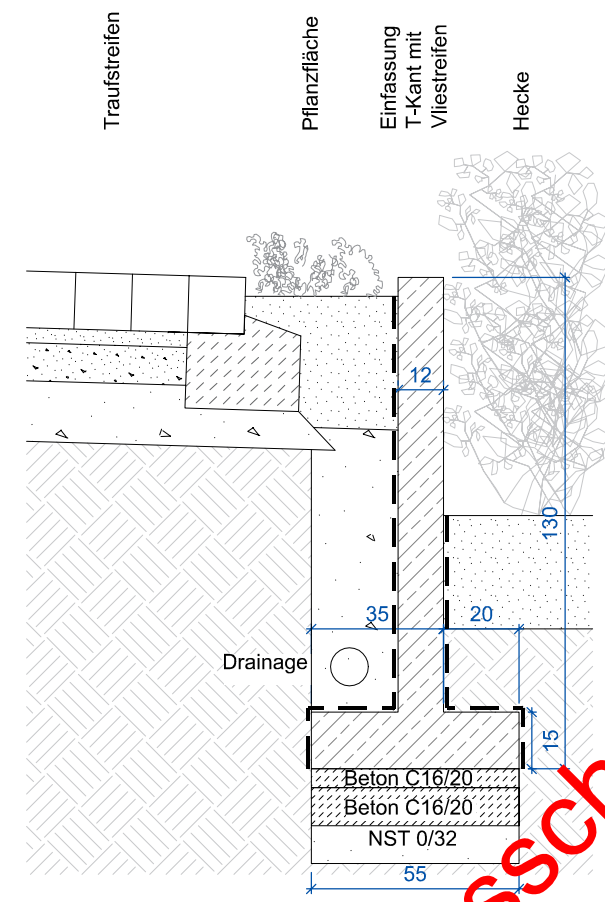 Traufstreifen
Pflanzfläche
Einfassung
T-Kant mit
Vliestreifen
Hecke
12
130
35
20
Drainage
15
Beton C16/20
Beton C16/20
NST 0/32
55